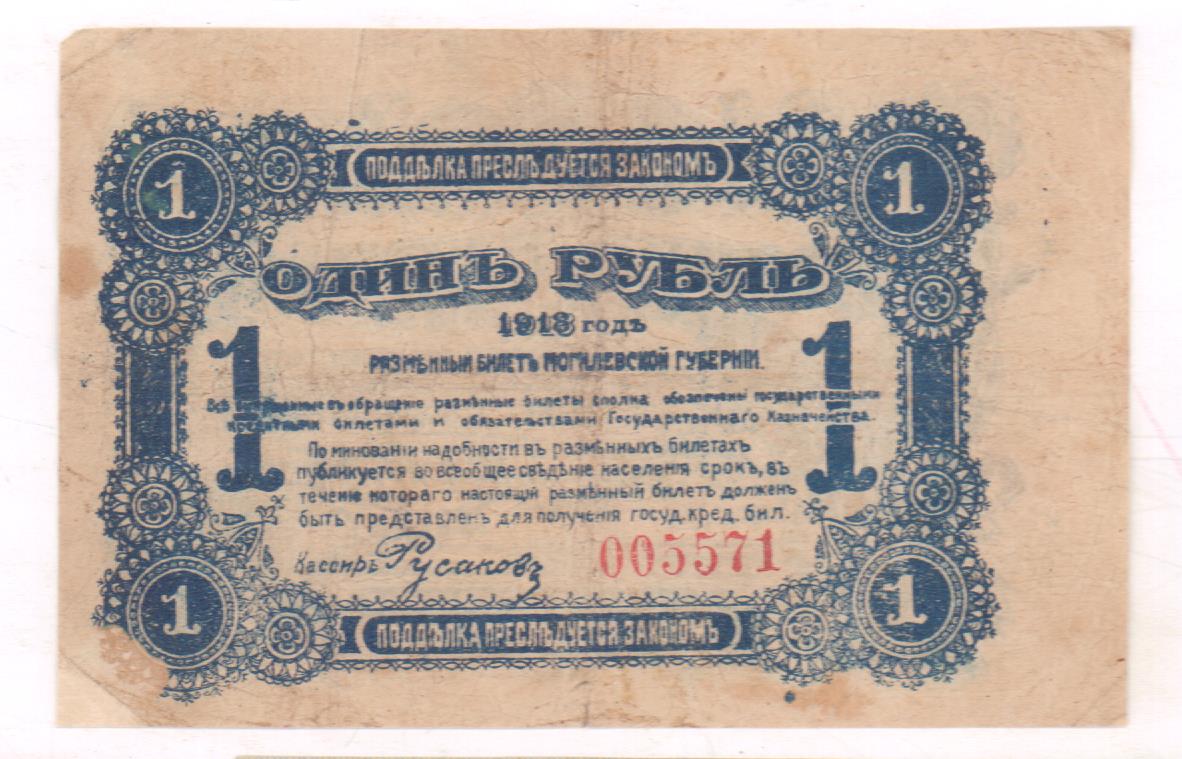 1 ПОДДѢЛКА ПРЕСЛѢДУЕТСЯ ЗАКОНОМЪ 1
ОДИНЪ РУБЛЬ
1918 годъ
РАЗМѢННЫЙ БИЛЕТЪ МОГИЛЕВСКОЙ ГУБЕРНІИ.
1 1
Всѣ въ обращеніе размѣнные билеты сполна обезпечены государственными
кредитными билетами и обязательствами Государственнаго Казначейства.
По минованіи надобности въ размѣнныхъ билетахъ
публикуется во всеобщее свѣдѣніе населенія срокъ, въ
теченіе котораго настоящій размѣнный билетъ долженъ
быть представленъ для полученія госуд. кред. бил.
Кассиръ Русаковъ 005571
1 ПОДДѢЛКА ПРЕСЛѢДУЕТСЯ ЗАКОНОМЪ 1